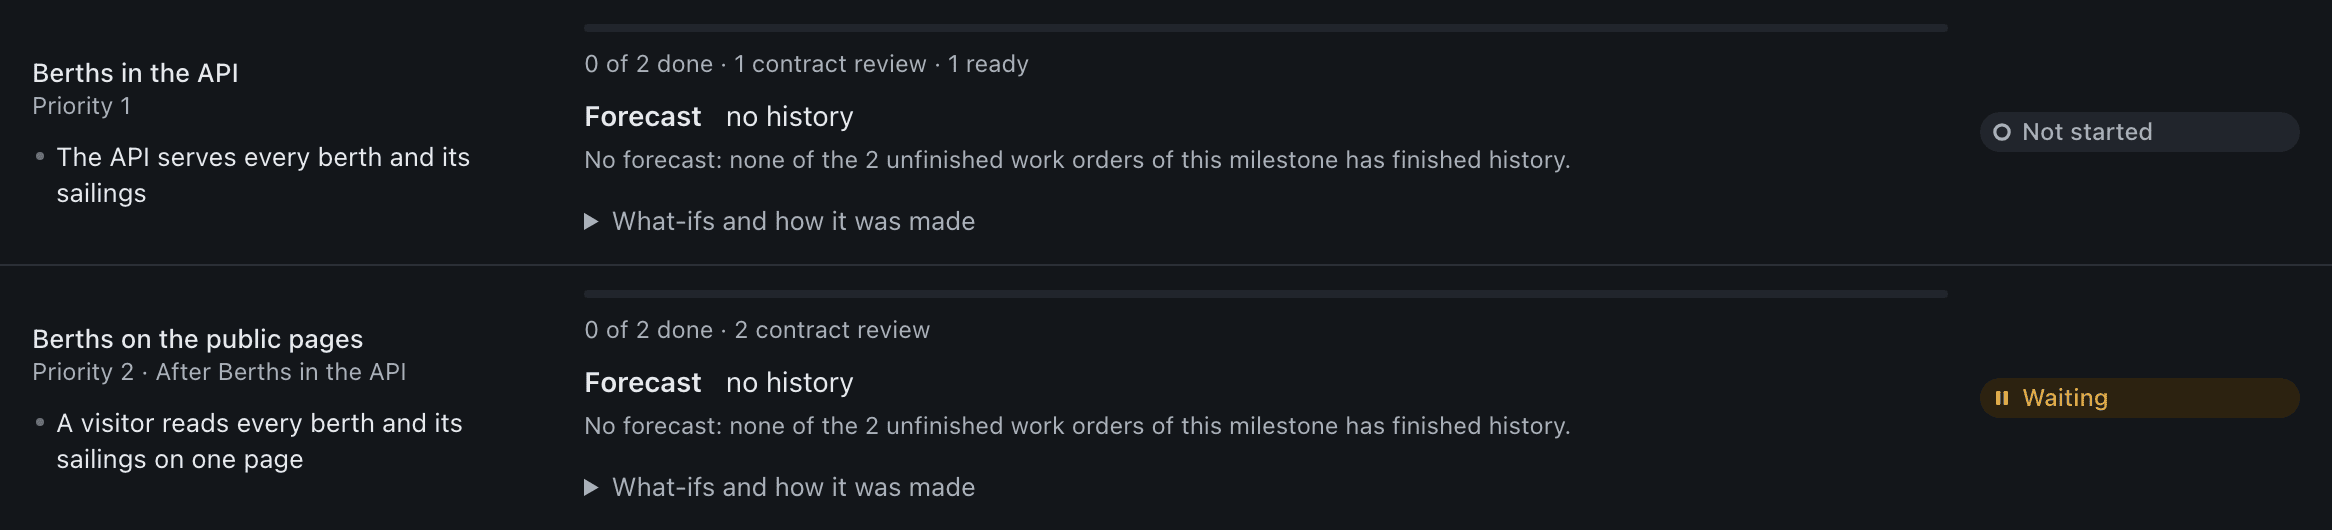 Berths in the API
Priority 1
• The API serves every berth and its
sailings
0 of 2 done · 1 contract review · 1 ready
Forecast no history
No forecast: none of the 2 unfinished work orders of this milestone has finished history.
▶ What-ifs and how it was made
Not started
Berths on the public pages
Priority 2 · After Berths in the API
• A visitor reads every berth and its
sailings on one page
0 of 2 done · 2 contract review
Forecast no history
No forecast: none of the 2 unfinished work orders of this milestone has finished history.
▶ What-ifs and how it was made
Waiting